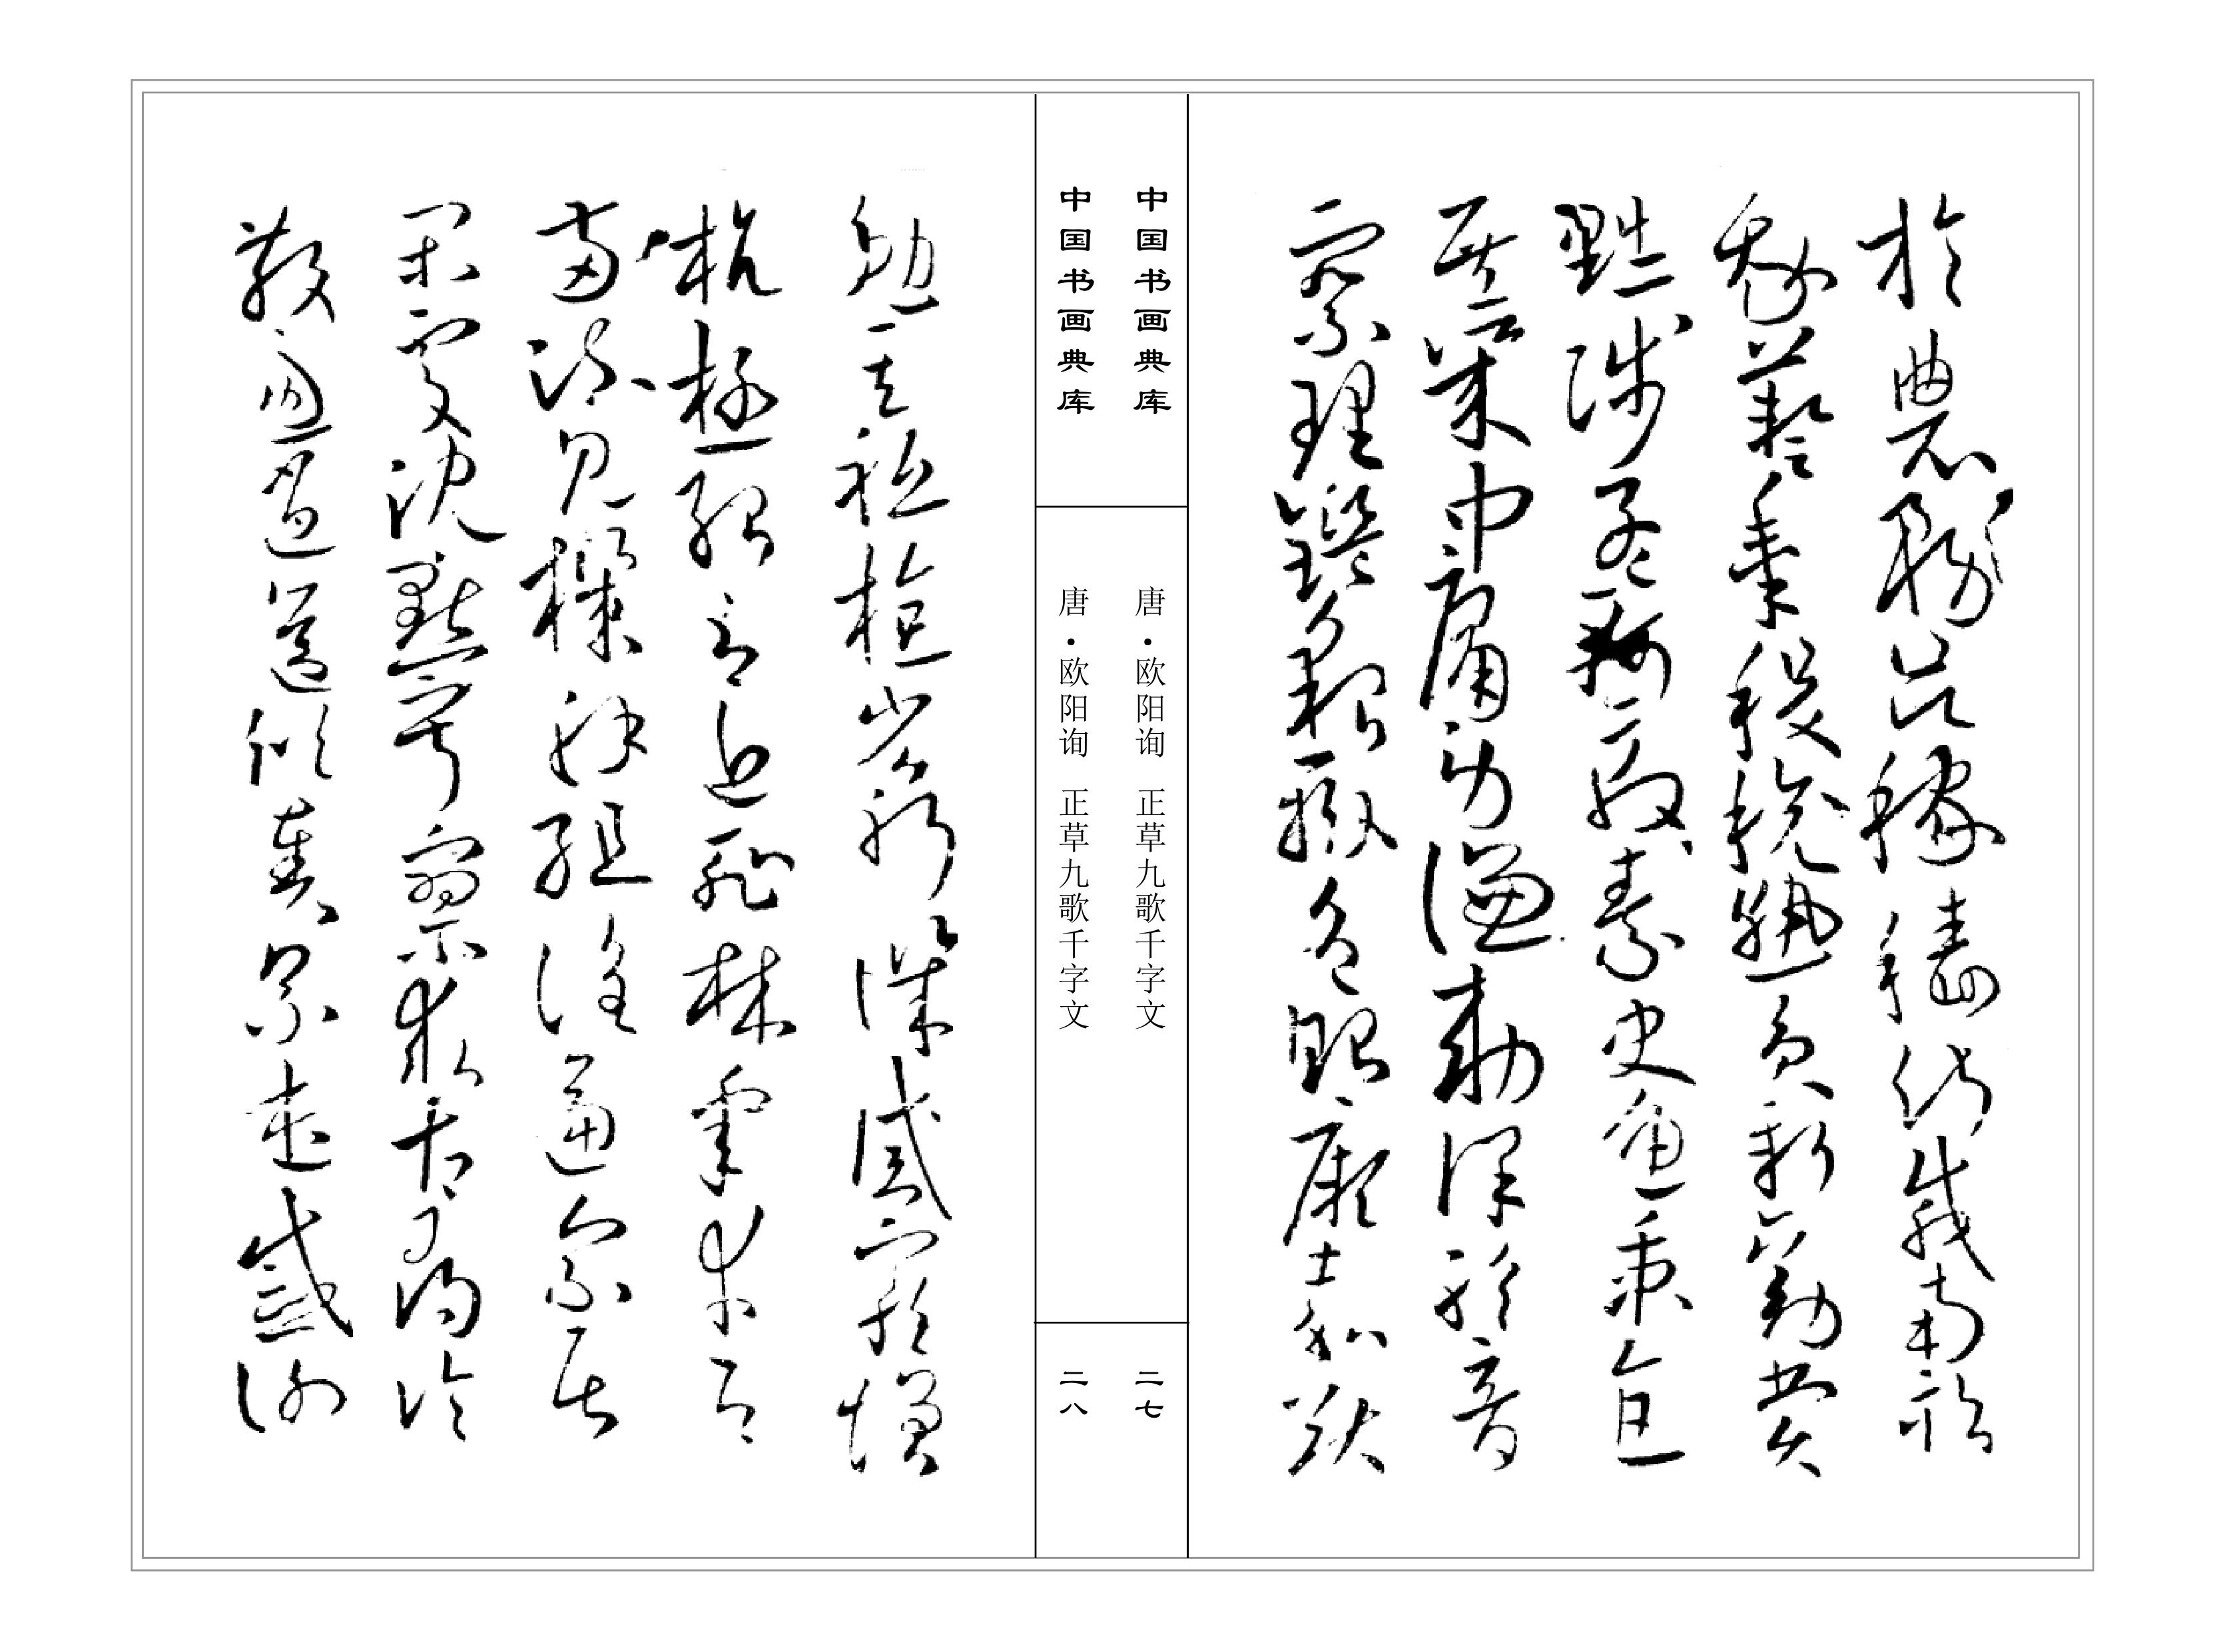 於農務茲稼穡俶載南畝
我藝黍稷稅熟貢新勸賞
黜陟孟軻敦素史魚秉直
庶幾中庸勞謙勅謹聆音
察理鑒貌辨色貽厥嘉猷
中国书画典库
唐·欧阳询 正草九歌千字文
二七
中国书画典库
唐·欧阳询 正草九歌千字文
二八
勉其祗植省躬譏誡寵增
抗極殆辱近恥林皋幸即
兩疏見機解組誰逼索居
閑處沈默寂寥求古尋論
散慮逍遙欣奏累遣慼謝